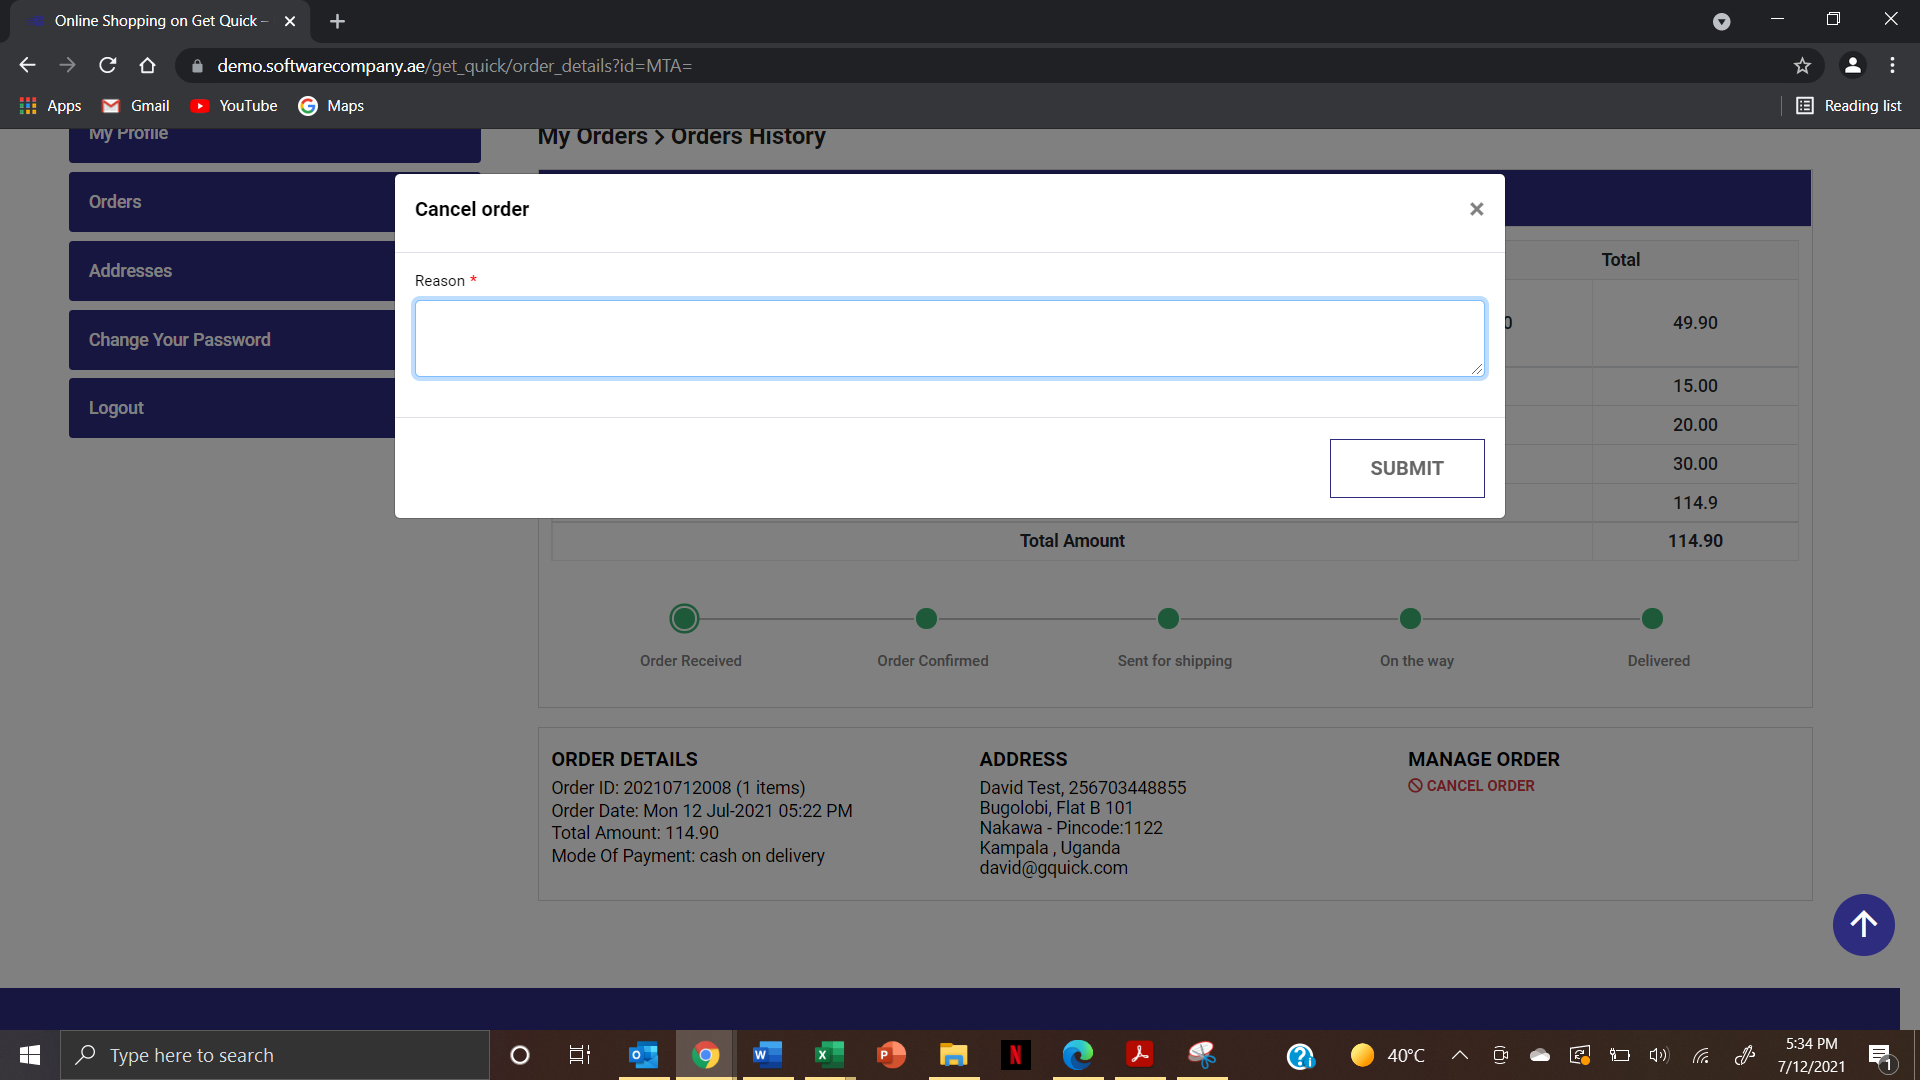 Online Shopping on Get Quick –
demo.softwarecompany.ae/get_quick/order_details?id=MTA=
Apps Gmail YouTube Maps Reading list
My Profile
Orders
Addresses
Change Your Password
Logout
My Orders > Orders History
Cancel order
×
Reason *
SUBMIT
Total
0 49.90
15.00
20.00
30.00
114.9
Total Amount 114.90
Order Received Order Confirmed Sent for shipping On the way Delivered
ORDER DETAILS
Order ID: 20210712008 (1 items)
Order Date: Mon 12 Jul-2021 05:22 PM
Total Amount: 114.90
Mode Of Payment: cash on delivery
ADDRESS
David Test, 256703448855
Bugolobi, Flat B 101
Nakawa - Pincode:1122
Kampala , Uganda
david@gquick.com
MANAGE ORDER
CANCEL ORDER
Type here to search
40°C
5:34 PM
7/12/2021
1